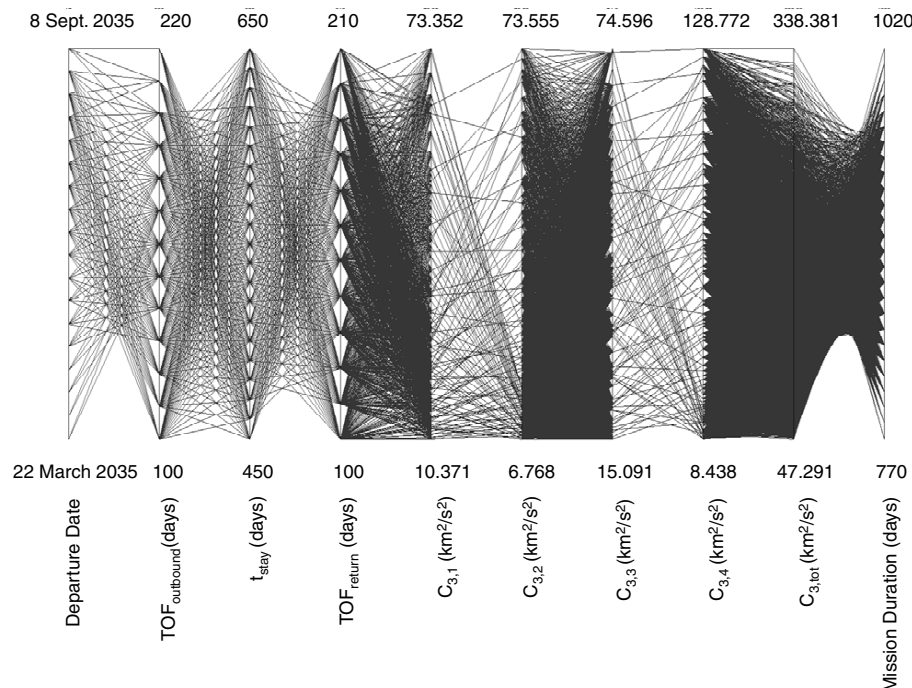 8 Sept. 2035 220 650 210 73.352 73.555 74.596 128.772 338.381 1020
22 March 2035 100 450 100 10.371 6.768 15.091 8.438 47.291 770
Departure Date
TOFoutbound(days)
tstay (days)
TOFreturn (days)
C3,1 (km²/s²)
C3,2 (km²/s²)
C3,3 (km²/s²)
C3,4 (km²/s²)
C3,tot (km²/s²)
Mission Duration (days)